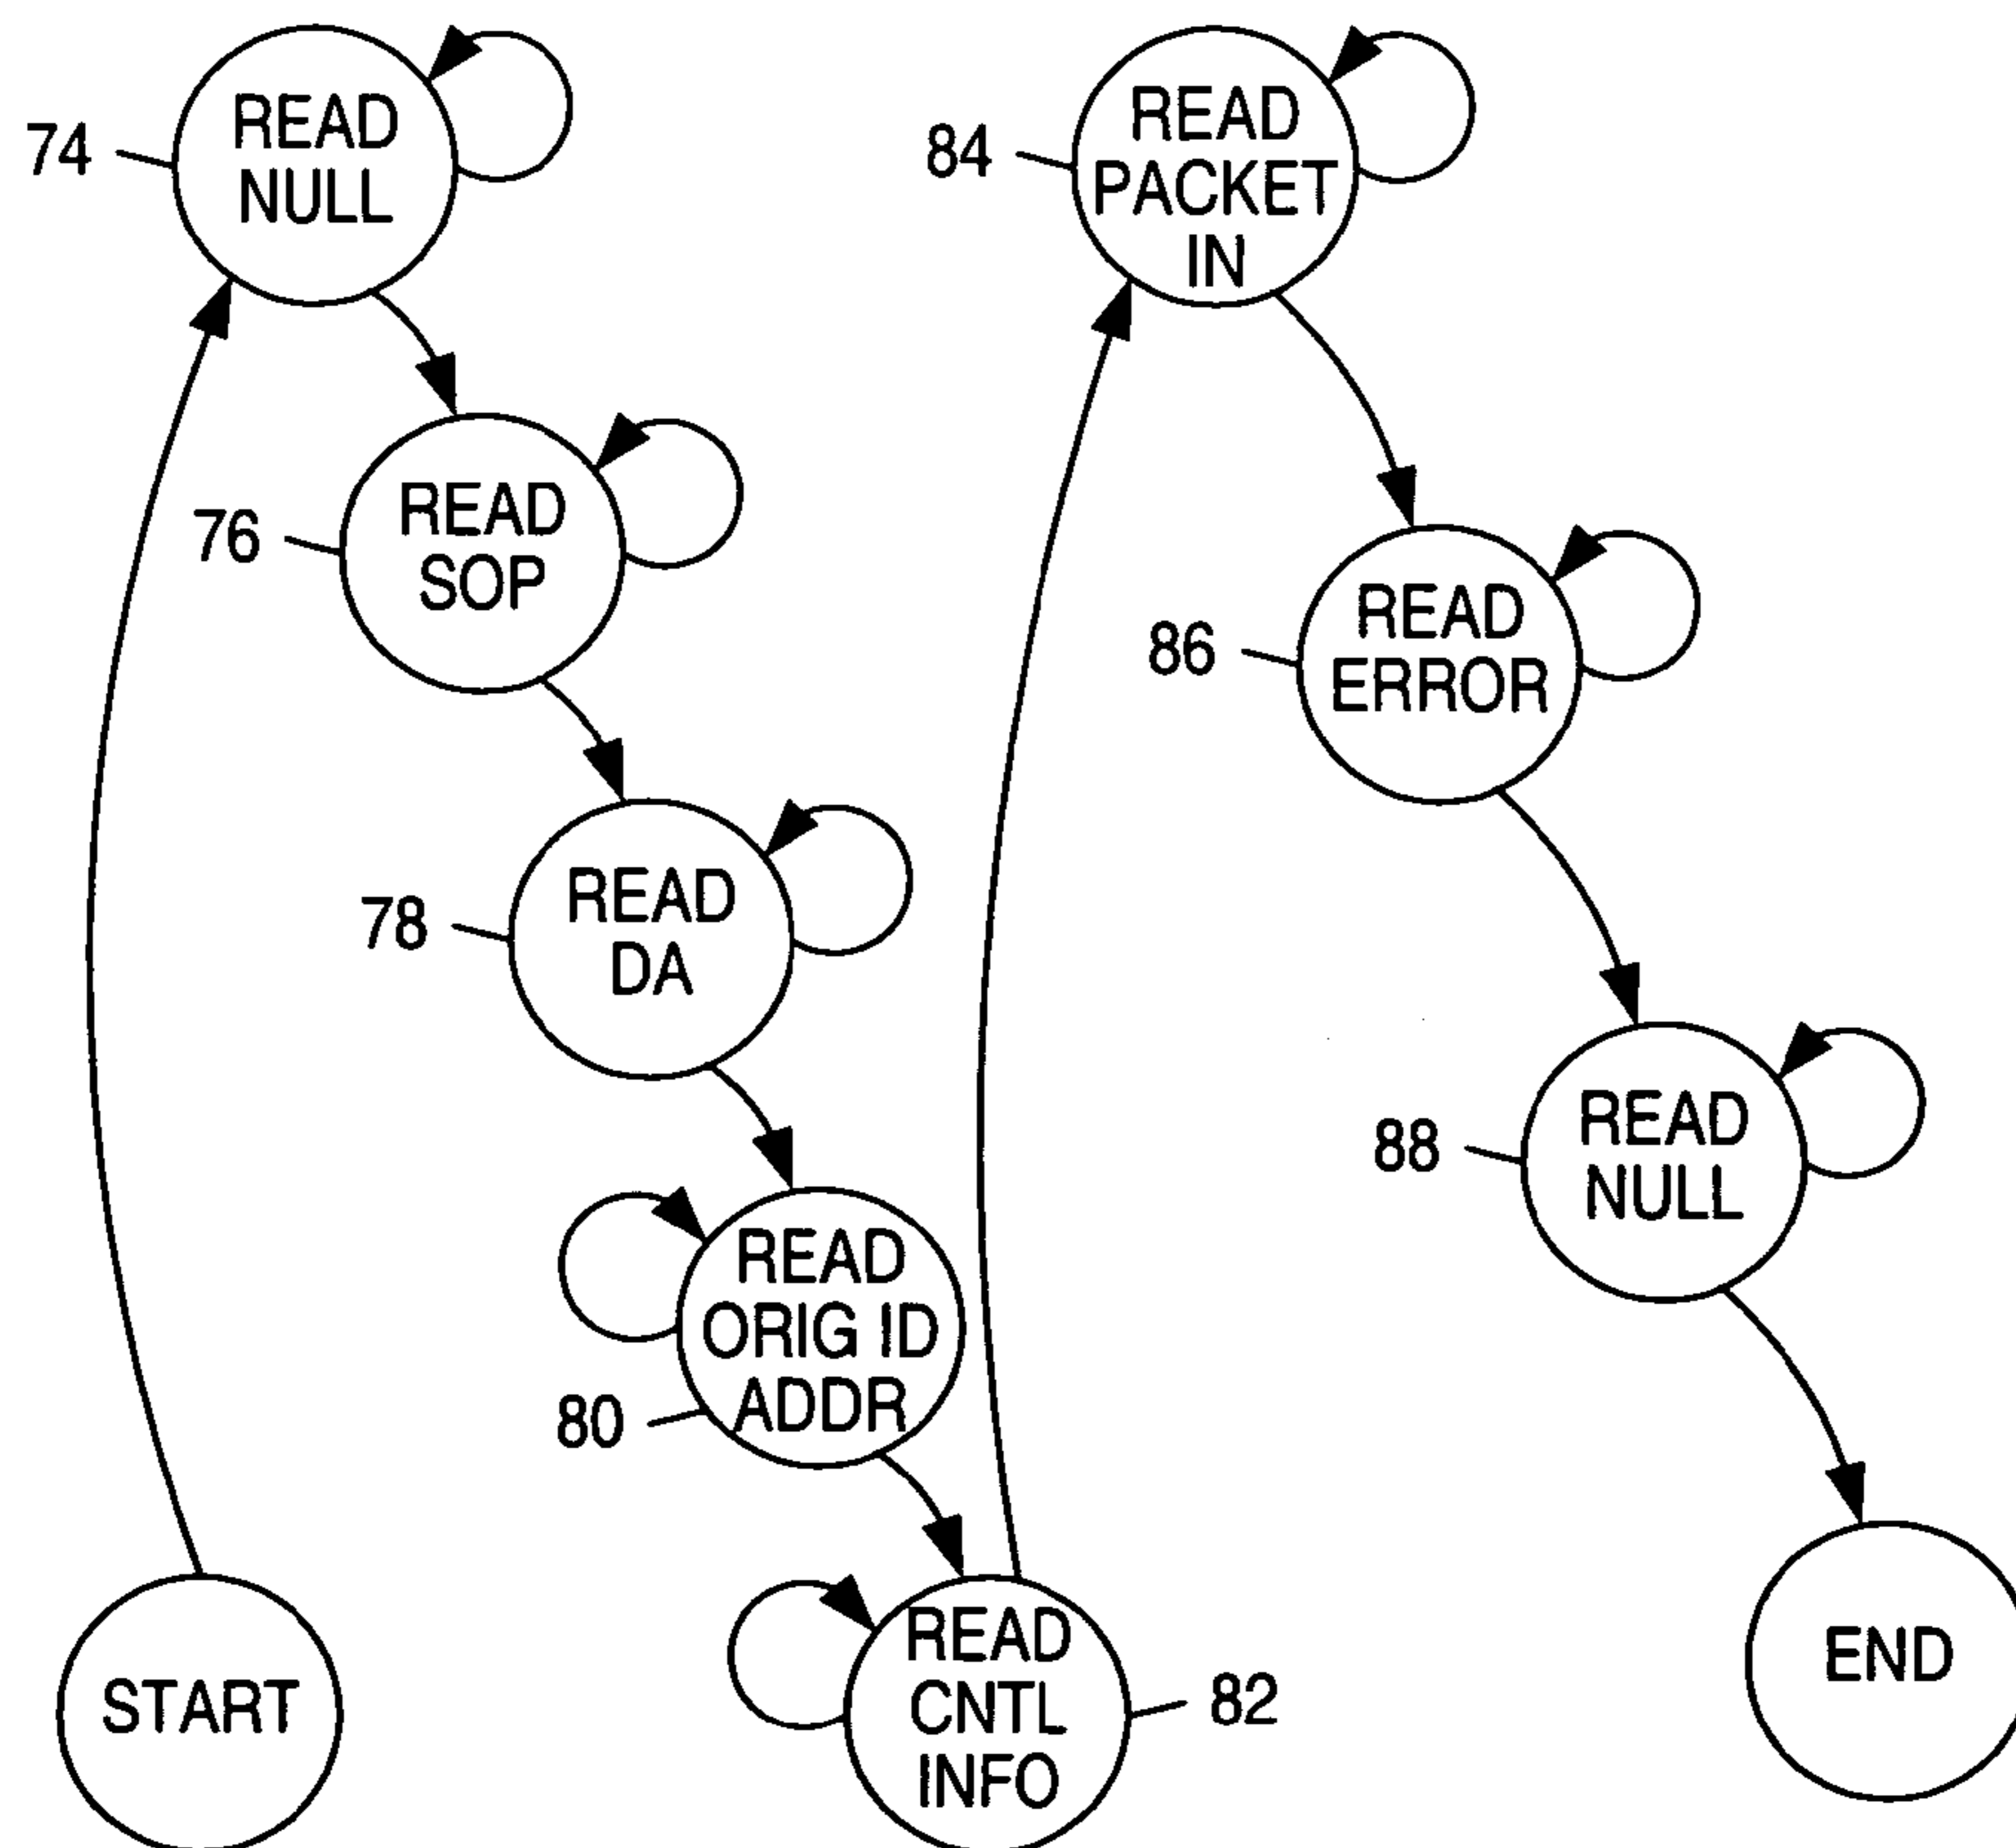 74
READ
NULL
76
READ
SOP
78
READ
DA
READ
ORIG ID
ADDR
80
START
READ
CNTL
INFO
82
84
READ
PACKET
IN
86
READ
ERROR
88
READ
NULL
END